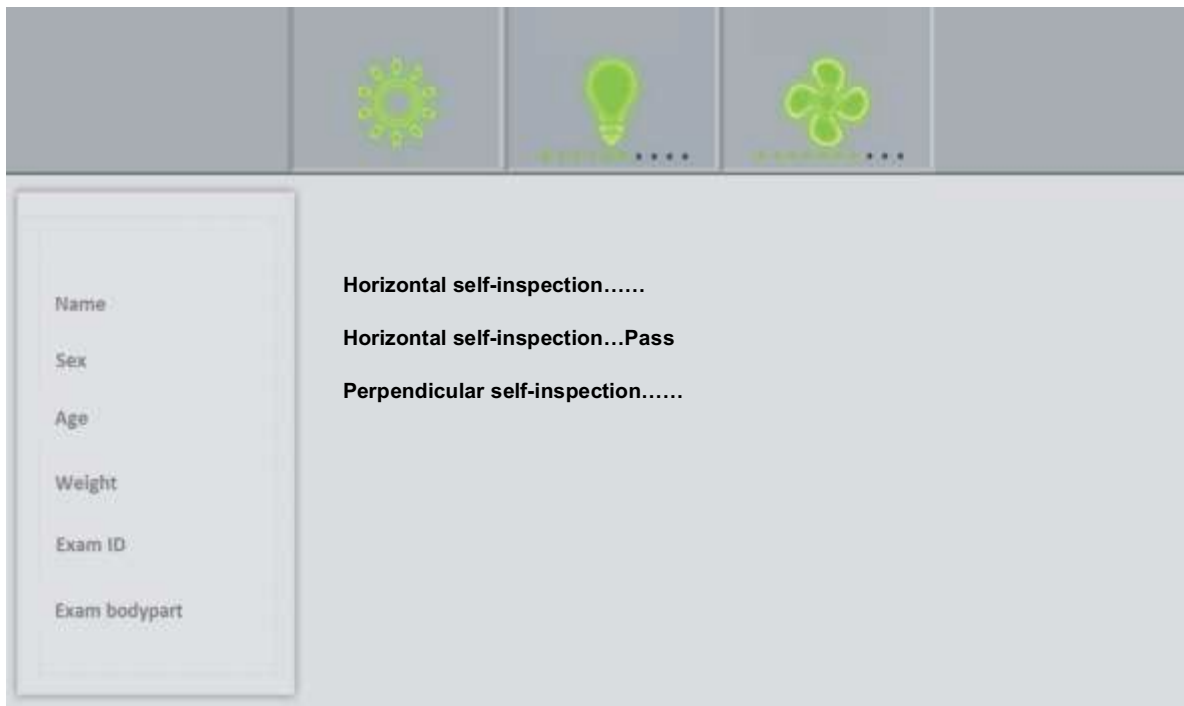 Name
Sex
Age
Weight
Exam ID
Exam bodypart
Horizontal self-inspection……
Horizontal self-inspection…Pass
Perpendicular self-inspection……